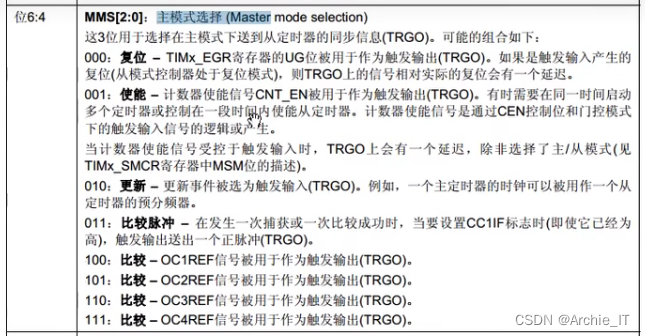 位6:4
MMS[2:0]：主模式选择 (Master mode selection)
这3位用于选择在主模式下送到从定时器的同步信息(TRGO)。可能的组合如下：
000：复位 – TIMx_EGR寄存器的UG位被用于作为触发输出(TRGO)。如果是触发输入产生的
复位(从模式控制器处于复位模式)，则TRGO上的信号相对实际的复位会有一个延迟。
001：使能 – 计数器使能信号CNT_EN被用于作为触发输出(TRGO)。有时需要在同一时间启动
多个定时器或控制在一段时间内使能从定时器。计数器使能信号是通过CEN控制位和门控模式
下的触发输入信号的逻辑或产生。
当计数器使能信号受控于触发输入时，TRGO上会有一个延迟，除非选择了主/从模式(见
TIMx_SMCR寄存器中MSM位的描述)。
010：更新 – 更新事件被选为触发输入(TRGO)。例如，一个主定时器的时钟可以被用作一个从
定时器的预分频器。
011：比较脉冲 – 在发生一次捕获或一次比较成功时，当要设置CC1IF标志时(即使它已经为
高)，触发输出送出一个正脉冲(TRGO)。
100：比较 – OC1REF信号被用于作为触发输出(TRGO)。
101：比较 – OC2REF信号被用于作为触发输出(TRGO)。
110：比较 – OC3REF信号被用于作为触发输出(TRGO)。
111：比较 – OC4REF信号被用于作为触发输出(TRGO)。
CSDN @Archie_IT